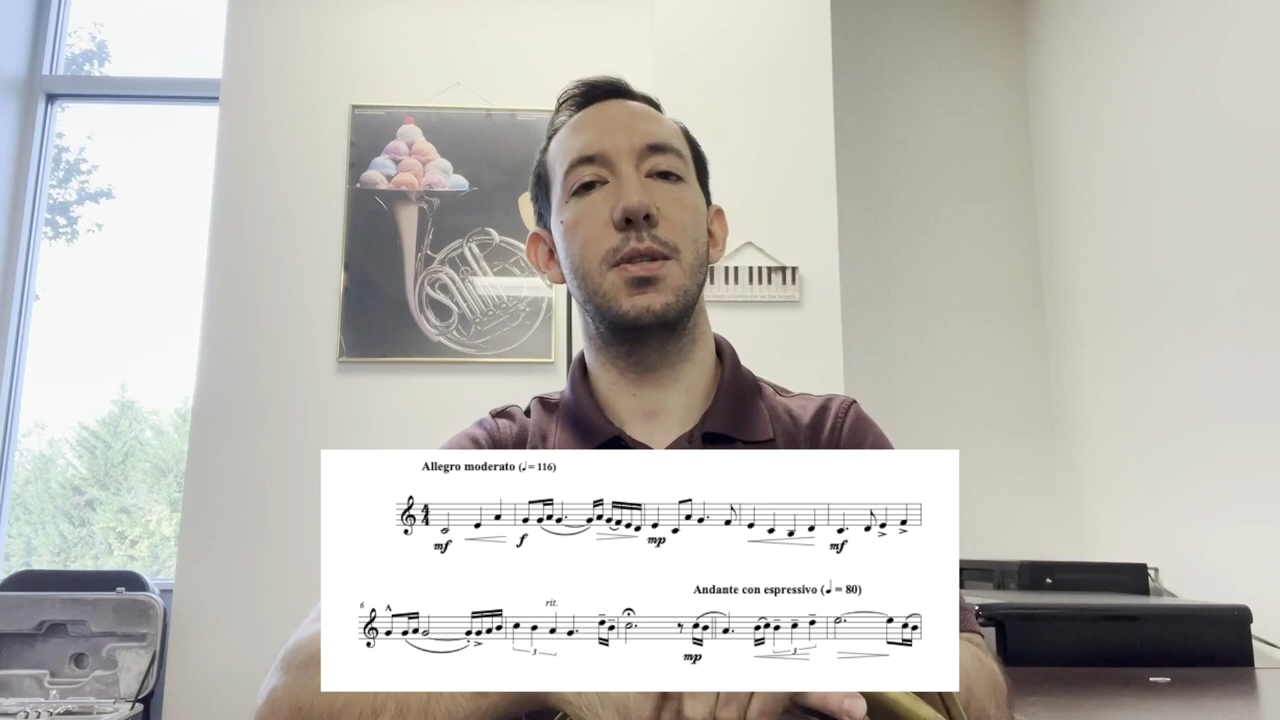 Allegro moderato (♩= 116)
mf
f
mp
mf
6
rit.
Andante con espressivo (♩ = 80)
3
mp
3